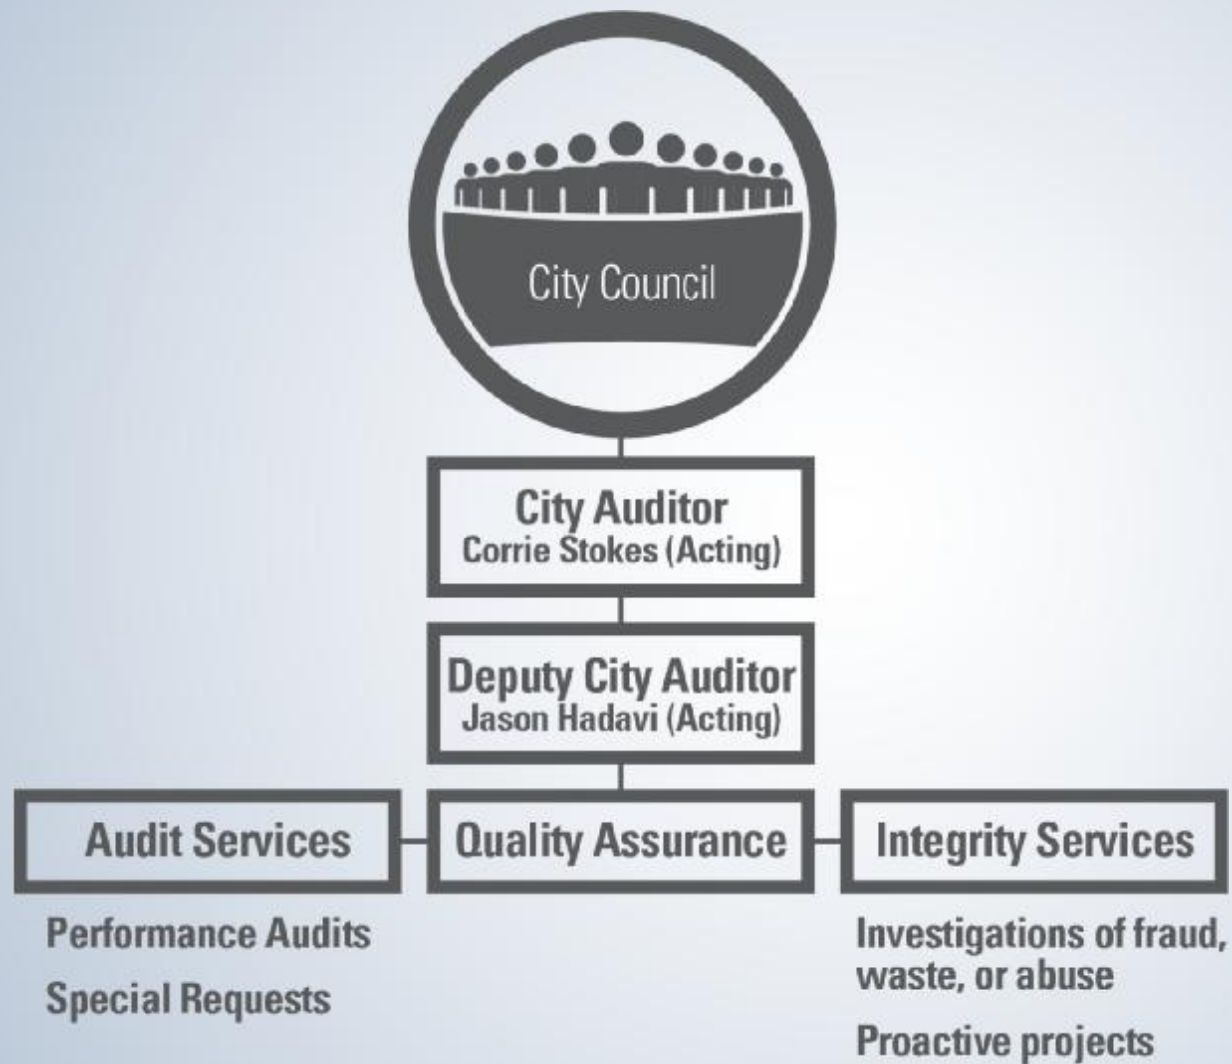 City Council
City Auditor
Corrie Stokes (Acting)
Deputy City Auditor
Jason Hadavi (Acting)
Audit Services
Performance Audits
Special Requests
Quality Assurance
Integrity Services
Investigations of fraud,
waste, or abuse
Proactive projects